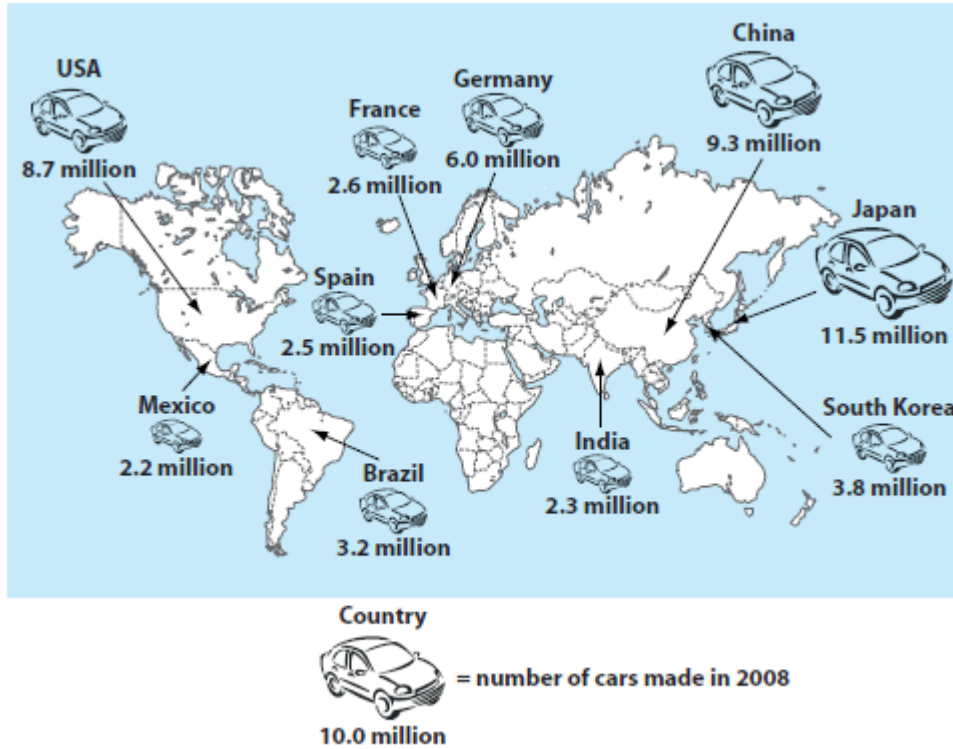 USA
8.7 million
France
2.6 million
Germany
6.0 million
China
9.3 million
Japan
11.5 million
Spain
2.5 million
Mexico
2.2 million
Brazil
3.2 million
India
2.3 million
South Korea
3.8 million
Country
= number of cars made in 2008
10.0 million